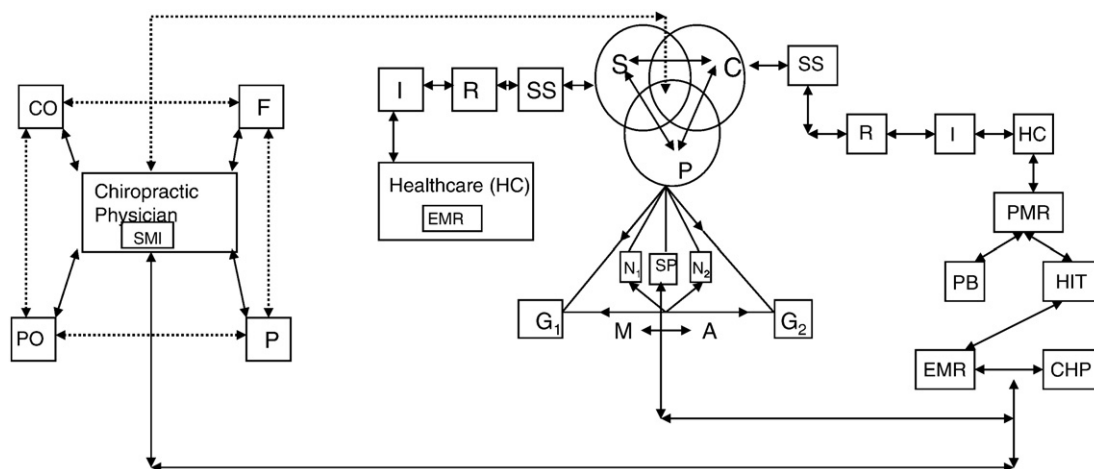 CO
F
Chiropractic
Physician
SMI
PO
P
I
R
SS
Healthcare (HC)
EMR
S
C
P
N1
SP
N2
G1
G2
M
A
SS
R
I
HC
PMR
PB
HIT
EMR
CHP